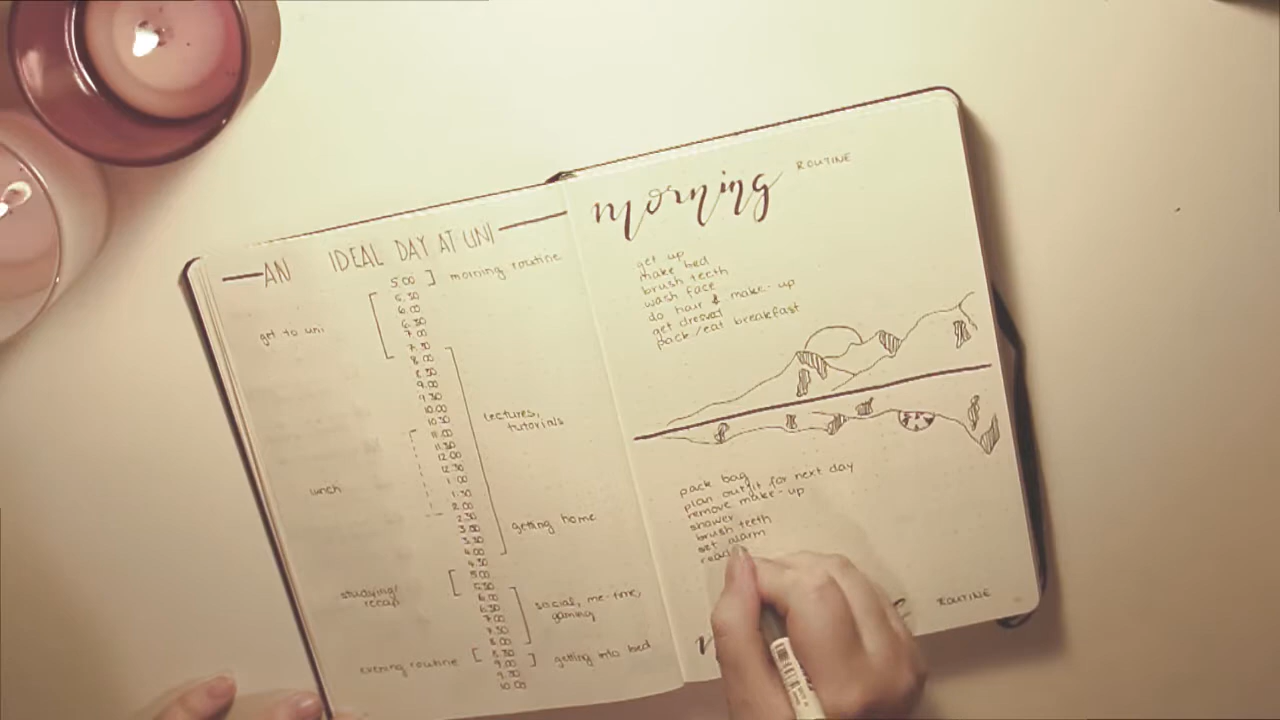 AN IDEAL DAY AT UNI
5.00
5.30
6.00
6.30
7.00
7.30
8.00
8.30
9.00
9.30
10.00
10.30
11.00
11.30
12.00
12.30
1.00
1.30
2.00
2.30
3.00
3.30
4.00
4.30
5.00
5.30
6.00
6.30
7.00
7.30
8.00
8.30
9.00
9.30
10.00
morning routine
get to uni
lectures,
tutorials
lunch
getting home
studying/
recap
social, me-time,
gaming
evening routine
getting into bed
morning ROUTINE
get up
make bed
brush teeth
wash face
do hair & make-up
get dressed
pack/eat breakfast
pack bag
plan outfit for next day
remove make-up
shower
brush teeth
set alarm
read
ROUTINE